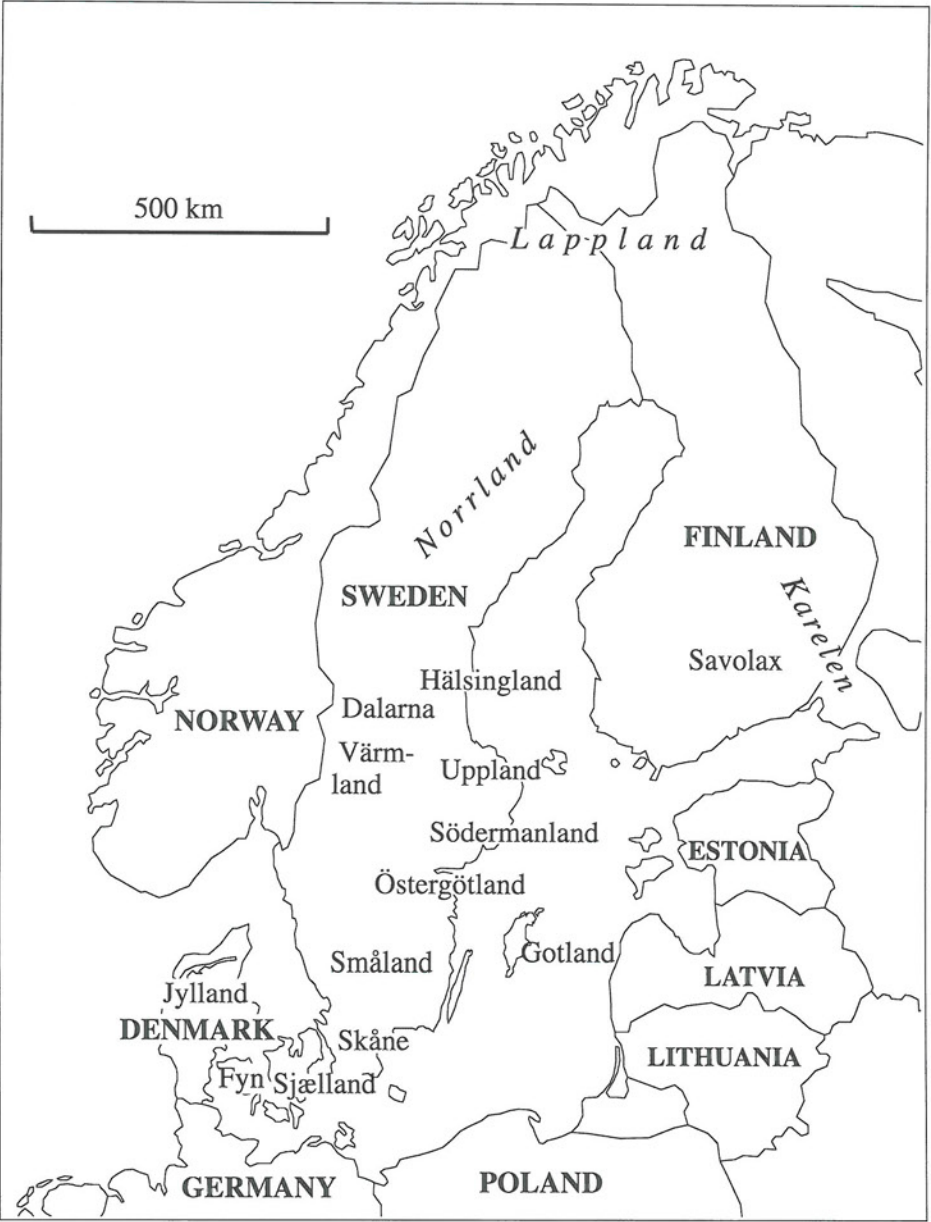 500 km
Lappland
Norrland
FINLAND
SWEDEN
Karelen
Savolax
Hälsingland
Dalarna
NORWAY
Värm-
land
Uppland
Södermanland
ESTONIA
Östergötland
Gotland
Småland
LATVIA
Jylland
DENMARK
Skåne
LITHUANIA
Fyn
Sjælland
GERMANY
POLAND